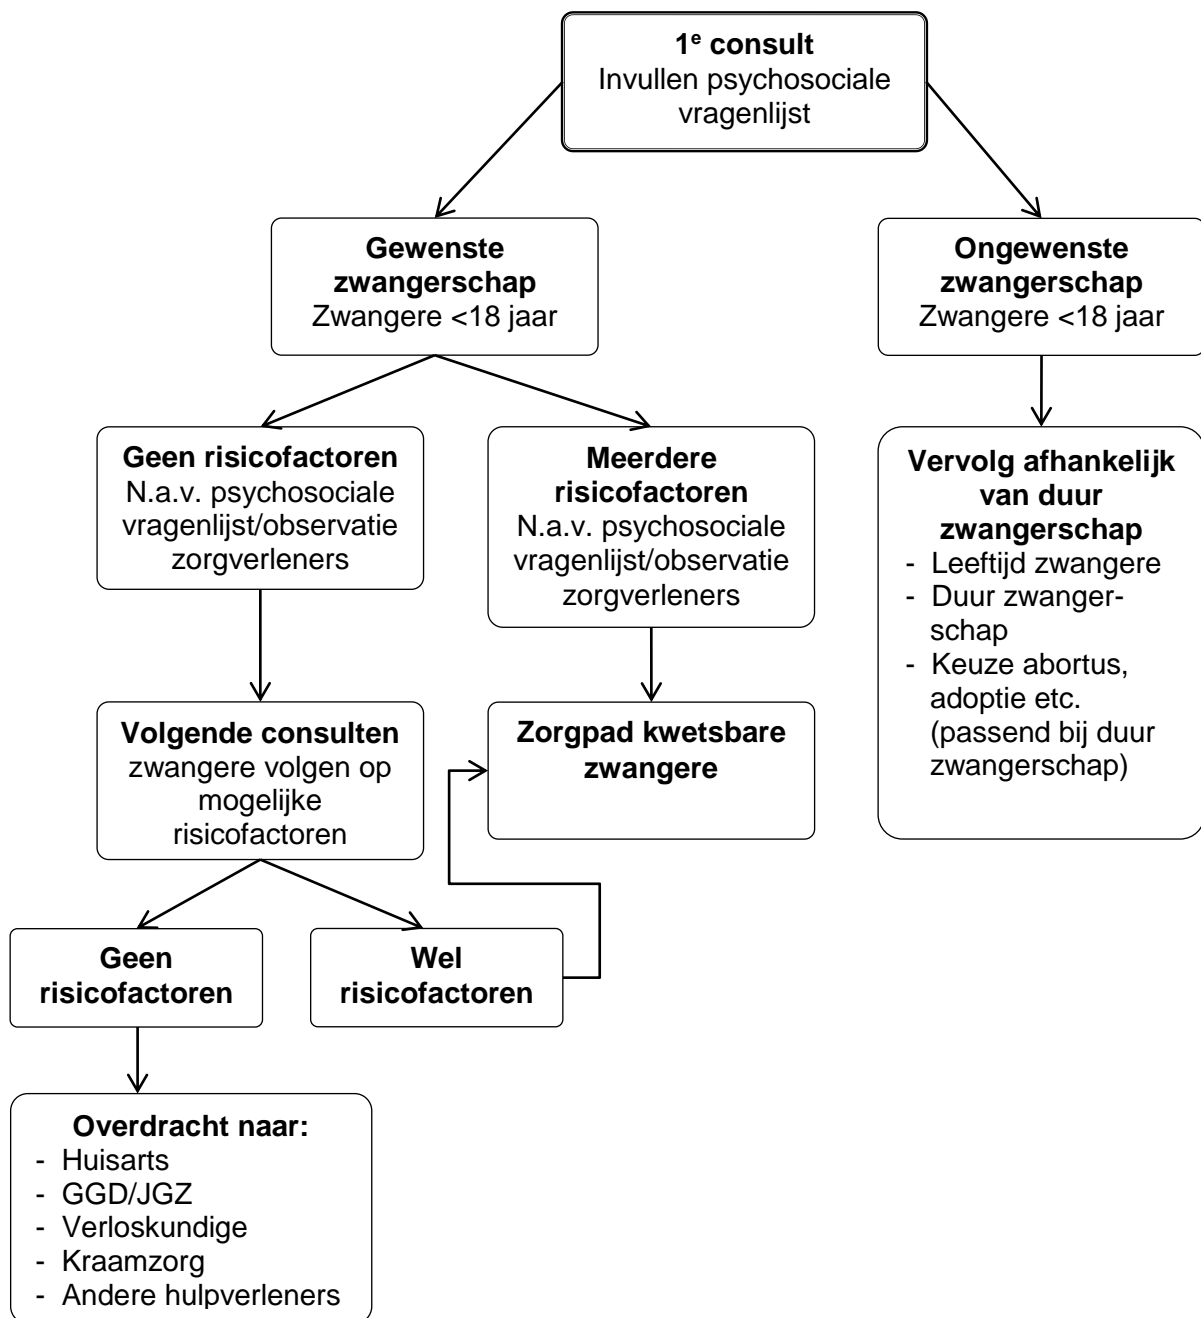 1e consult
Invullen psychosociale
vragenlijst
Gewenste
zwangerschap
Zwangere <18 jaar
Ongewenste
zwangerschap
Zwangere <18 jaar
Geen risicofactoren
N.a.v. psychosociale
vragenlijst/observatie
zorgverleners
Meerdere
risicofactoren
N.a.v. psychosociale
vragenlijst/observatie
zorgverleners
Vervolg afhankelijk
van duur
zwangerschap
- Leeftijd zwangere
- Duur zwanger-
schap
- Keuze abortus,
adoptie etc.
(passend bij duur
zwangerschap)
Volgende consulten
zwangere volgen op
mogelijke
risicofactoren
Zorgpad kwetsbare
zwangere
Geen
risicofactoren
Wel
risicofactoren
Overdracht naar:
- Huisarts
- GGD/JGZ
- Verloskundige
- Kraamzorg
- Andere hulpverleners